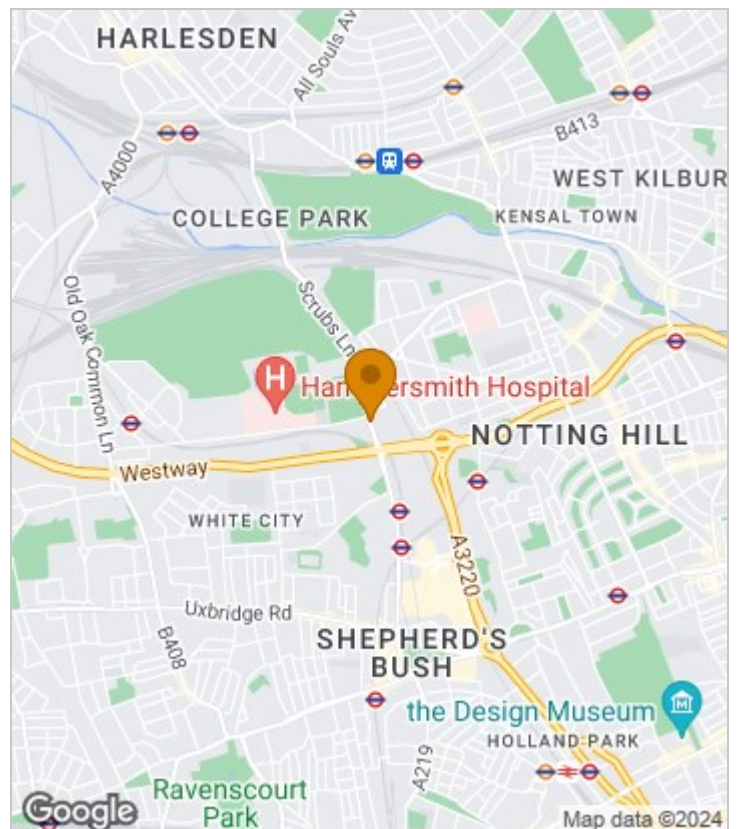 HARLESDEN
All Souls Av
B413
A4000
WEST KILBUR
COLLEGE PARK
KENSAL TOWN
Old Oak Common Ln
Scrubs Ln
H
Hammersmith Hospital
NOTTING HILL
Westway
WHITE CITY
A3220
Uxbridge Rd
B408
SHEPHERD'S
BUSH
the Design Museum
HOLLAND PARK
A219
Ravenscourt
Park
Google
Map data ©2024